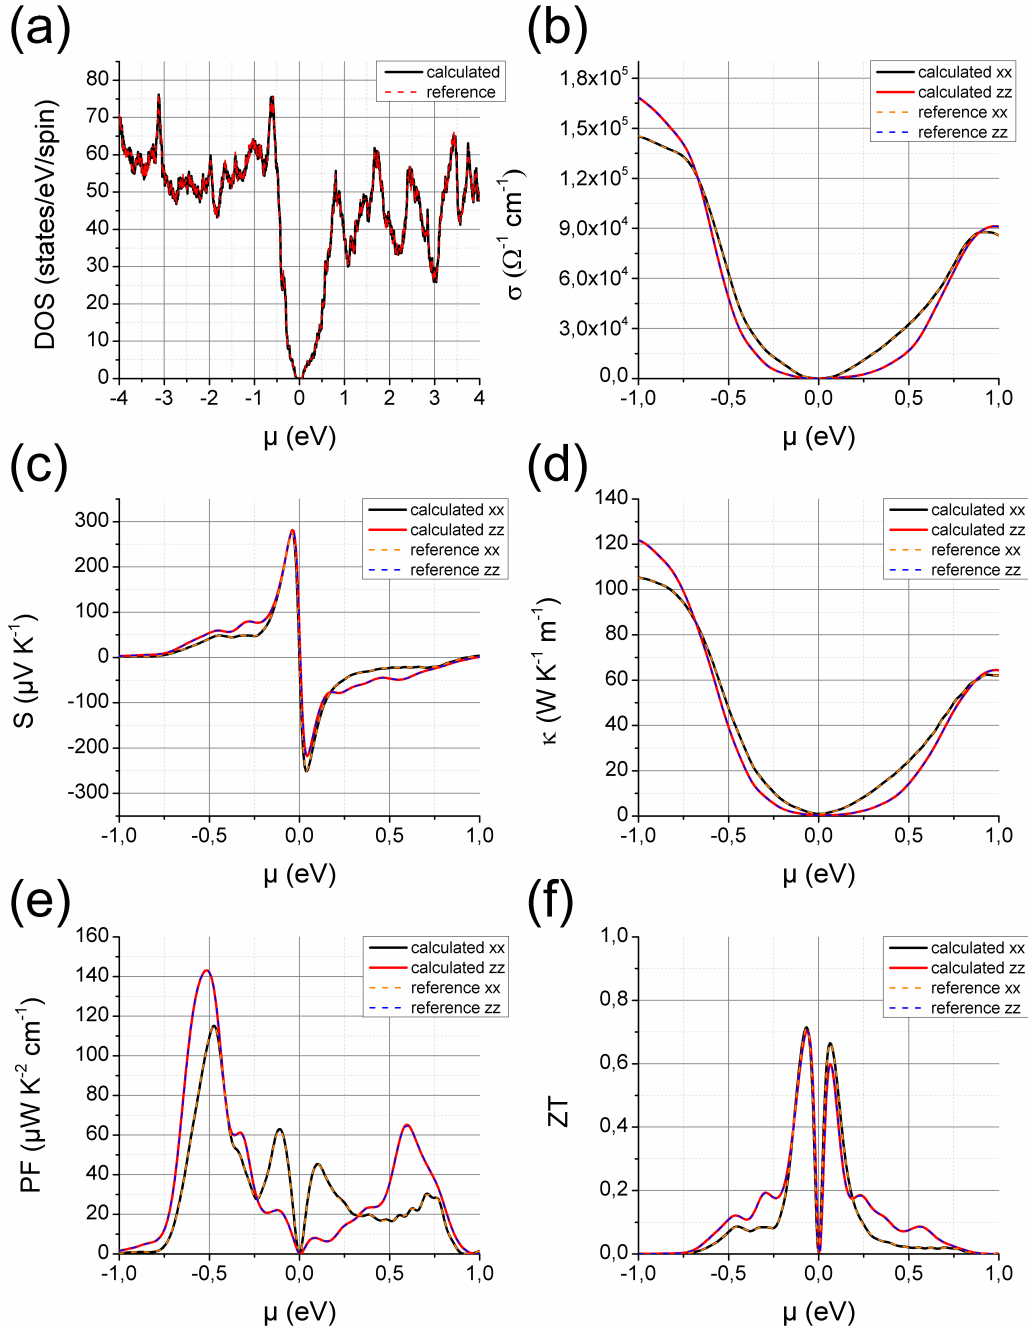 (a)
80
70
60
50
40
30
20
10
0
-4 -3 -2 -1 0 1 2 3 4
DOS (states/eV/spin)
μ (eV)
calculated
reference
(b)
1,8x10⁵
1,5x10⁵
1,2x10⁵
9,0x10⁴
6,0x10⁴
3,0x10⁴
0,0
-1,0 -0,5 0,0 0,5 1,0
σ (Ω⁻¹ cm⁻¹)
μ (eV)
calculated xx
calculated zz
reference xx
reference zz
(c)
300
200
100
0
-100
-200
-300
-1,0 -0,5 0,0 0,5 1,0
S (μV K⁻¹)
μ (eV)
calculated xx
calculated zz
reference xx
reference zz
(d)
140
120
100
80
60
40
20
0
-1,0 -0,5 0,0 0,5 1,0
κ (W K⁻¹ m⁻¹)
μ (eV)
calculated xx
calculated zz
reference xx
reference zz
(e)
160
140
120
100
80
60
40
20
0
-1,0 -0,5 0,0 0,5 1,0
PF (μW K⁻² cm⁻¹)
μ (eV)
calculated xx
calculated zz
reference xx
reference zz
(f)
1,0
0,8
0,6
0,4
0,2
0,0
-1,0 -0,5 0,0 0,5 1,0
ZT
μ (eV)
calculated xx
calculated zz
reference xx
reference zz